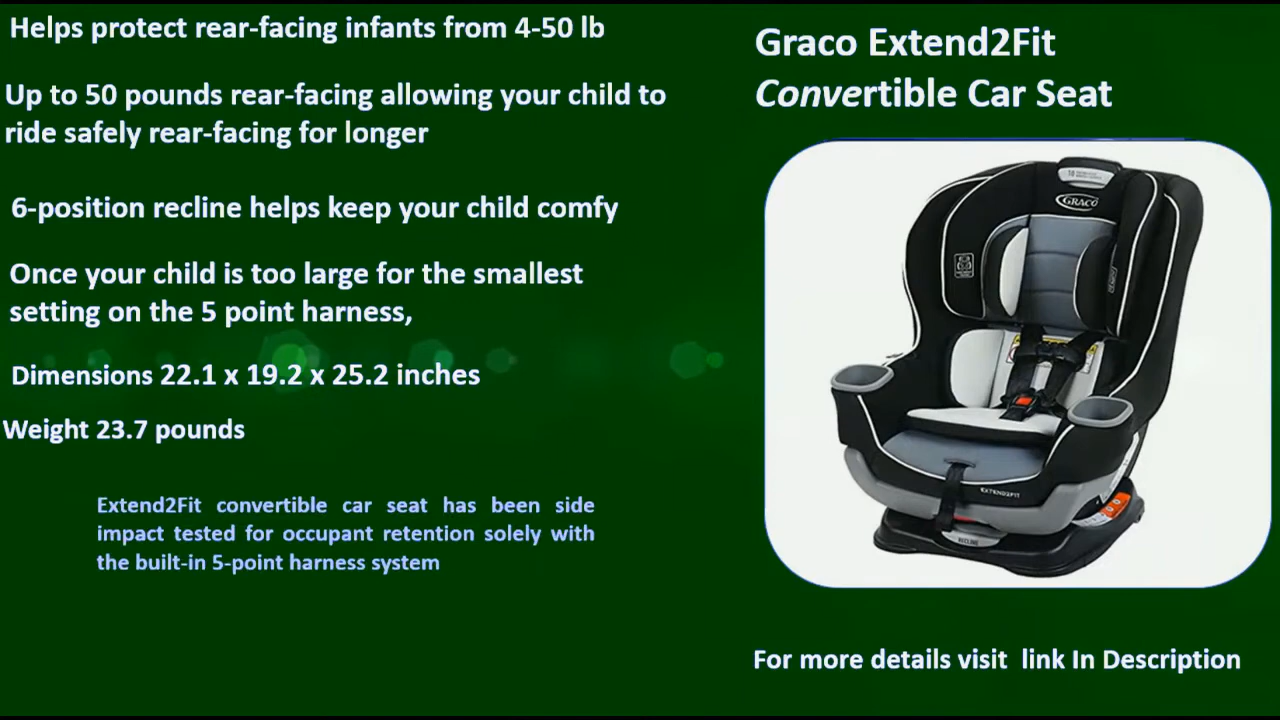 Helps protect rear-facing infants from 4-50 lb
Up to 50 pounds rear-facing allowing your child to
ride safely rear-facing for longer
6-position recline helps keep your child comfy
Once your child is too large for the smallest
setting on the 5 point harness,
Dimensions 22.1 x 19.2 x 25.2 inches
Weight 23.7 pounds
Extend2Fit convertible car seat has been side
impact tested for occupant retention solely with
the built-in 5-point harness system
Graco Extend2Fit
Convertible Car Seat
10
GRACO
GRACO
EXTEND2FIT
RECLINE
For more details visit link In Description